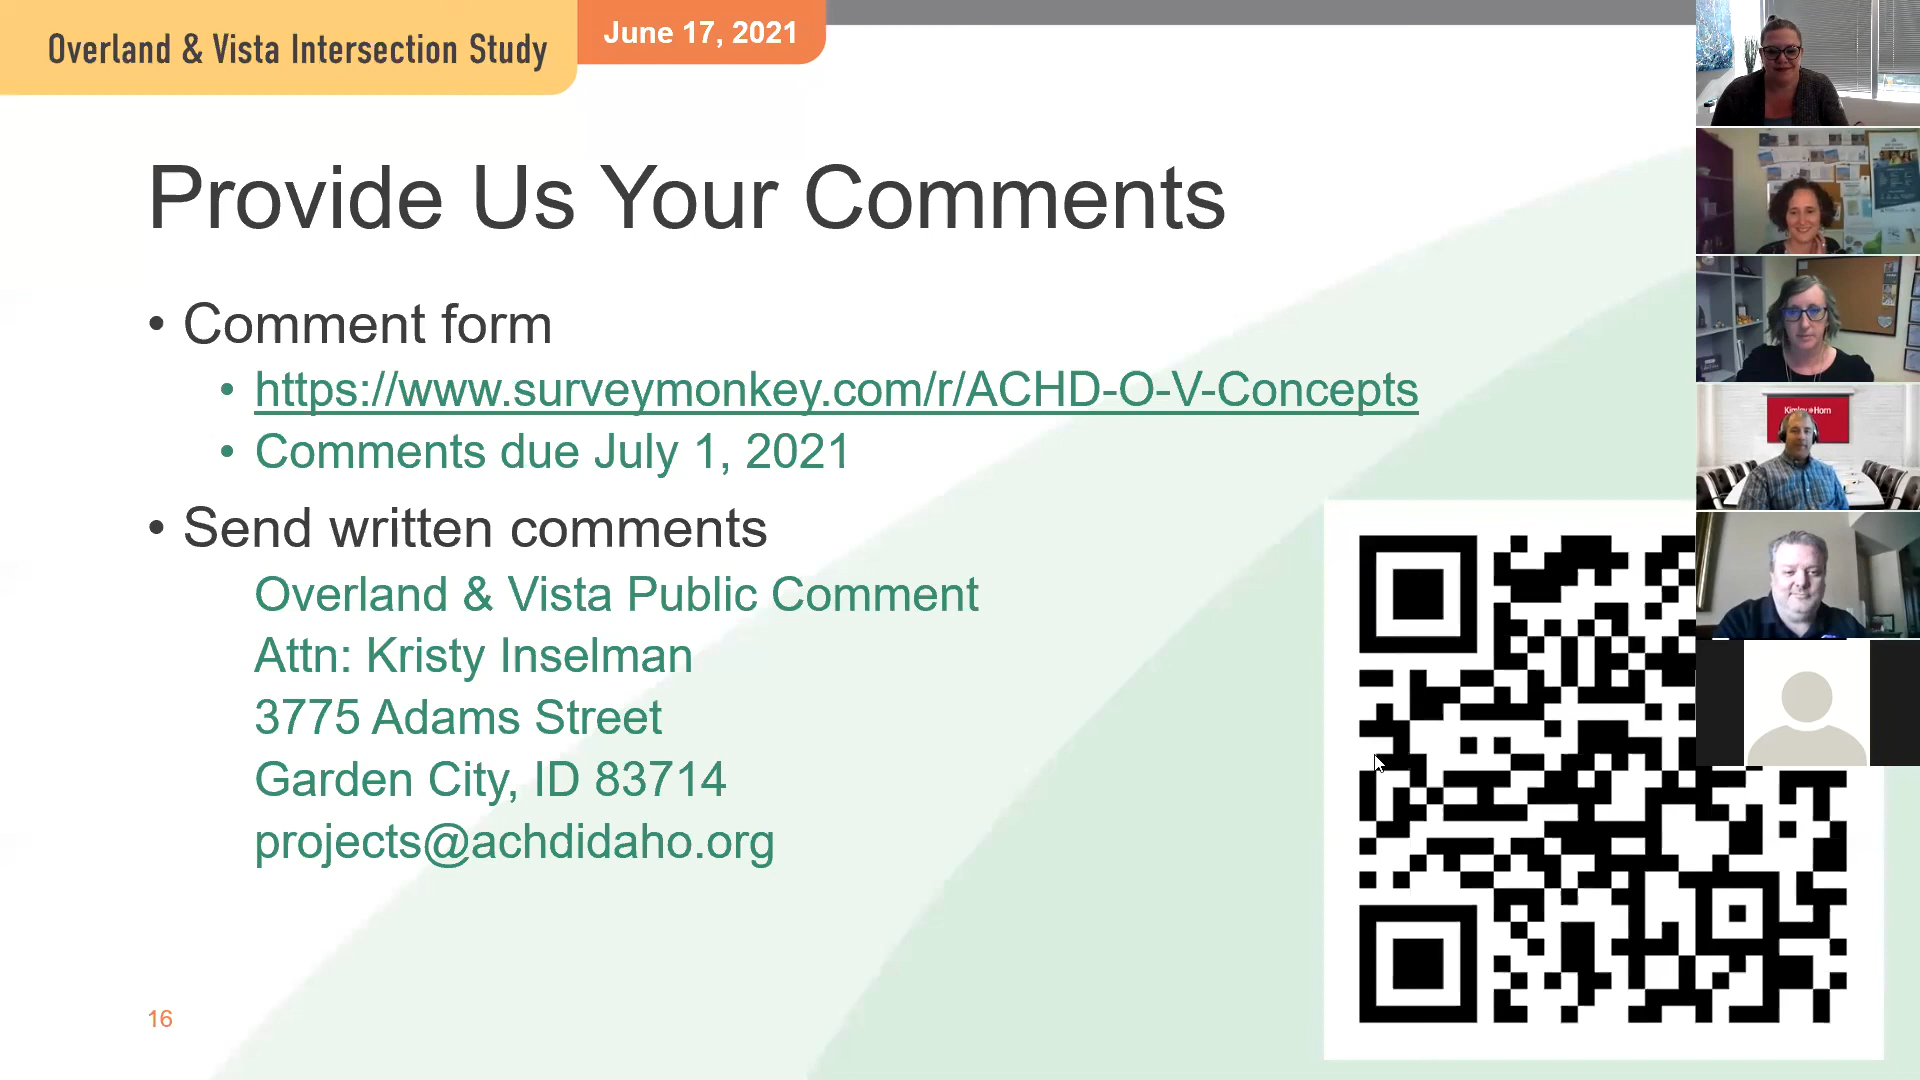 Overland & Vista Intersection Study
June 17, 2021
Provide Us Your Comments
• Comment form
• https://www.surveymonkey.com/r/ACHD-O-V-Concepts
• Comments due July 1, 2021
• Send written comments
Overland & Vista Public Comment
Attn: Kristy Inselman
3775 Adams Street
Garden City, ID 83714
projects@achdidaho.org
16